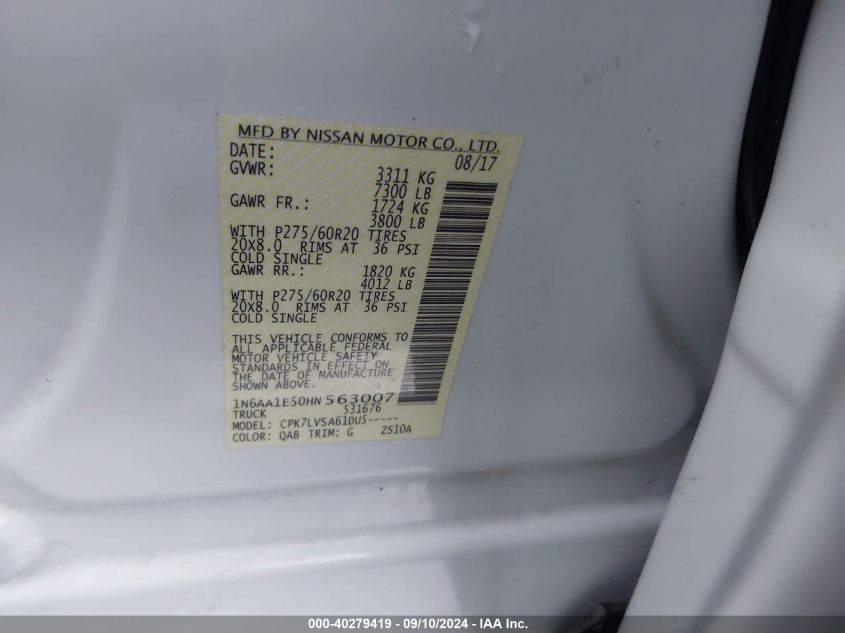 MFD BY NISSAN MOTOR CO., LTD.
DATE: 08/17
GVWR: 3311 KG
7300 LB
GAWR FR.: 1724 KG
3800 LB
WITH P275/60R20 TIRES
20X8.0 RIMS AT 36 PSI
COLD SINGLE
GAWR RR.: 1820 KG
4012 LB
WITH P275/60R20 TIRES
20X8.0 RIMS AT 36 PSI
COLD SINGLE
THIS VEHICLE CONFORMS TO
ALL APPLICABLE FEDERAL
MOTOR VEHICLE SAFETY
STANDARDS IN EFFECT ON
THE DATE OF MANUFACTURE
SHOWN ABOVE.
1N6AA1E50HN 563007
TRUCK 531676
MODEL: CPK7LVSA61DU5-----
COLOR: QAB TRIM: G ZS10A
000-40279419 - 09/10/2024 - IAA Inc.